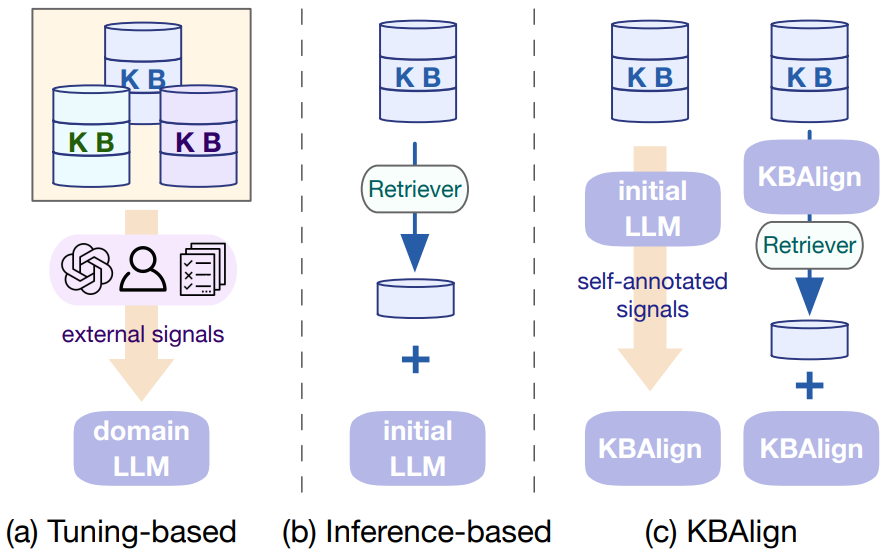 K B
K B
K B
external signals
domain
LLM
(a) Tuning-based
K B
Retriever
+
initial
LLM
(b) Inference-based
K B
initial
LLM
self-annotated
signals
KBAlign
K B
KBAlign
Retriever
+
KBAlign
(c) KBAlign